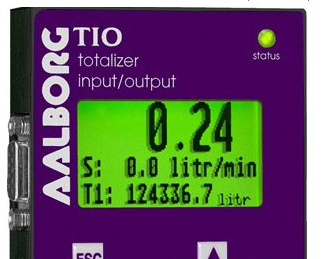 AALBORG
TIO
totalizer
input/output
status
0.24
S: 0.0 litr/min
T1: 124336.7 litr
ESC